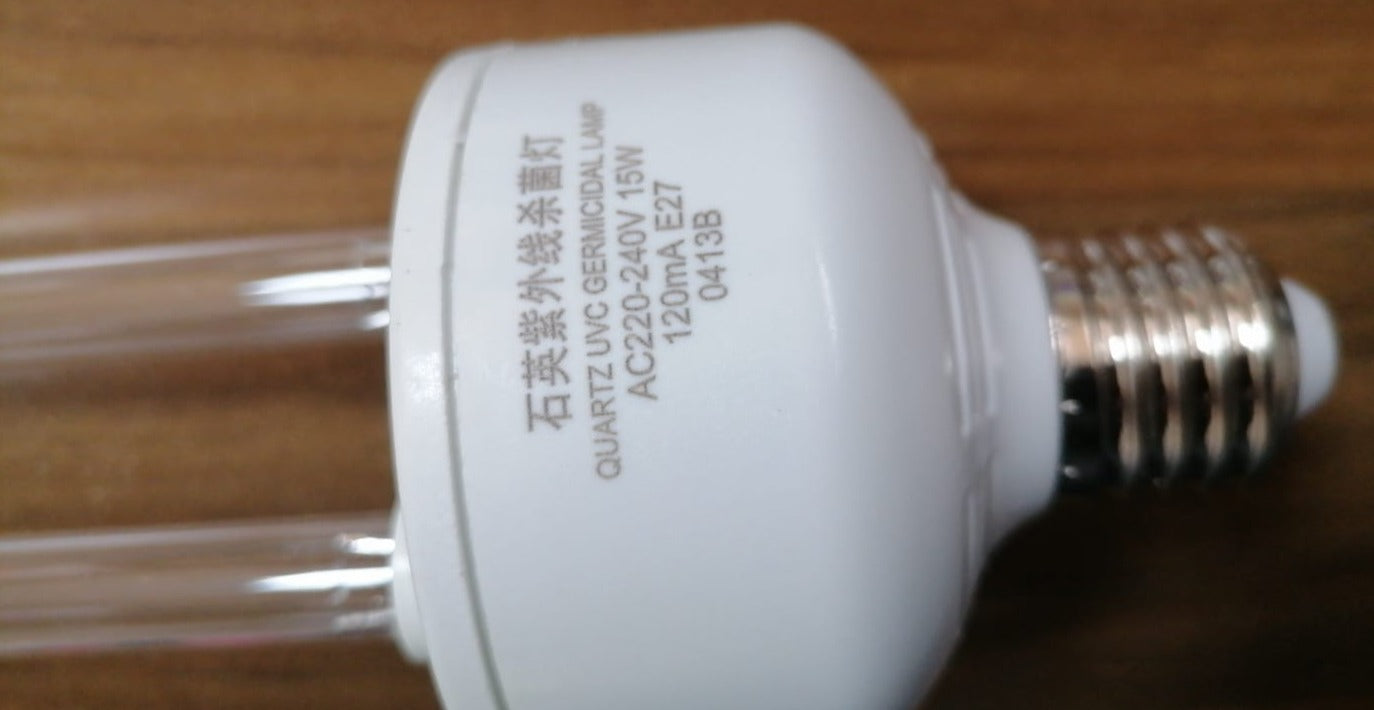 石英紫外线杀菌灯
QUARTZ UVC GERMICIDAL LAMP
AC220-240V 15W
120mA E27
0413B